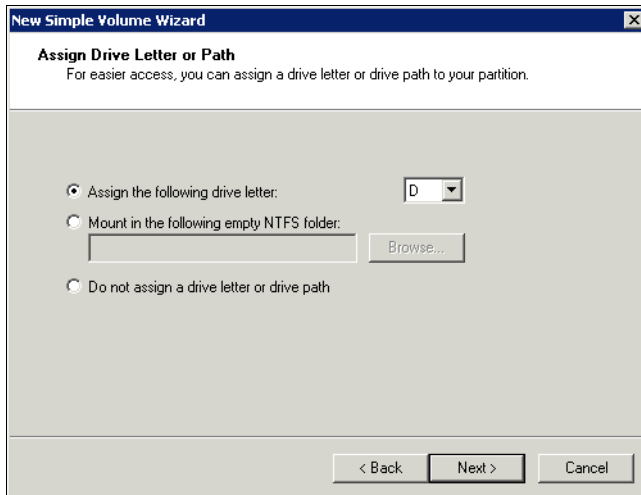 New Simple Volume Wizard
Assign Drive Letter or Path
For easier access, you can assign a drive letter or drive path to your partition.
Assign the following drive letter: D
Mount in the following empty NTFS folder:
Browse...
Do not assign a drive letter or drive path
< Back Next > Cancel